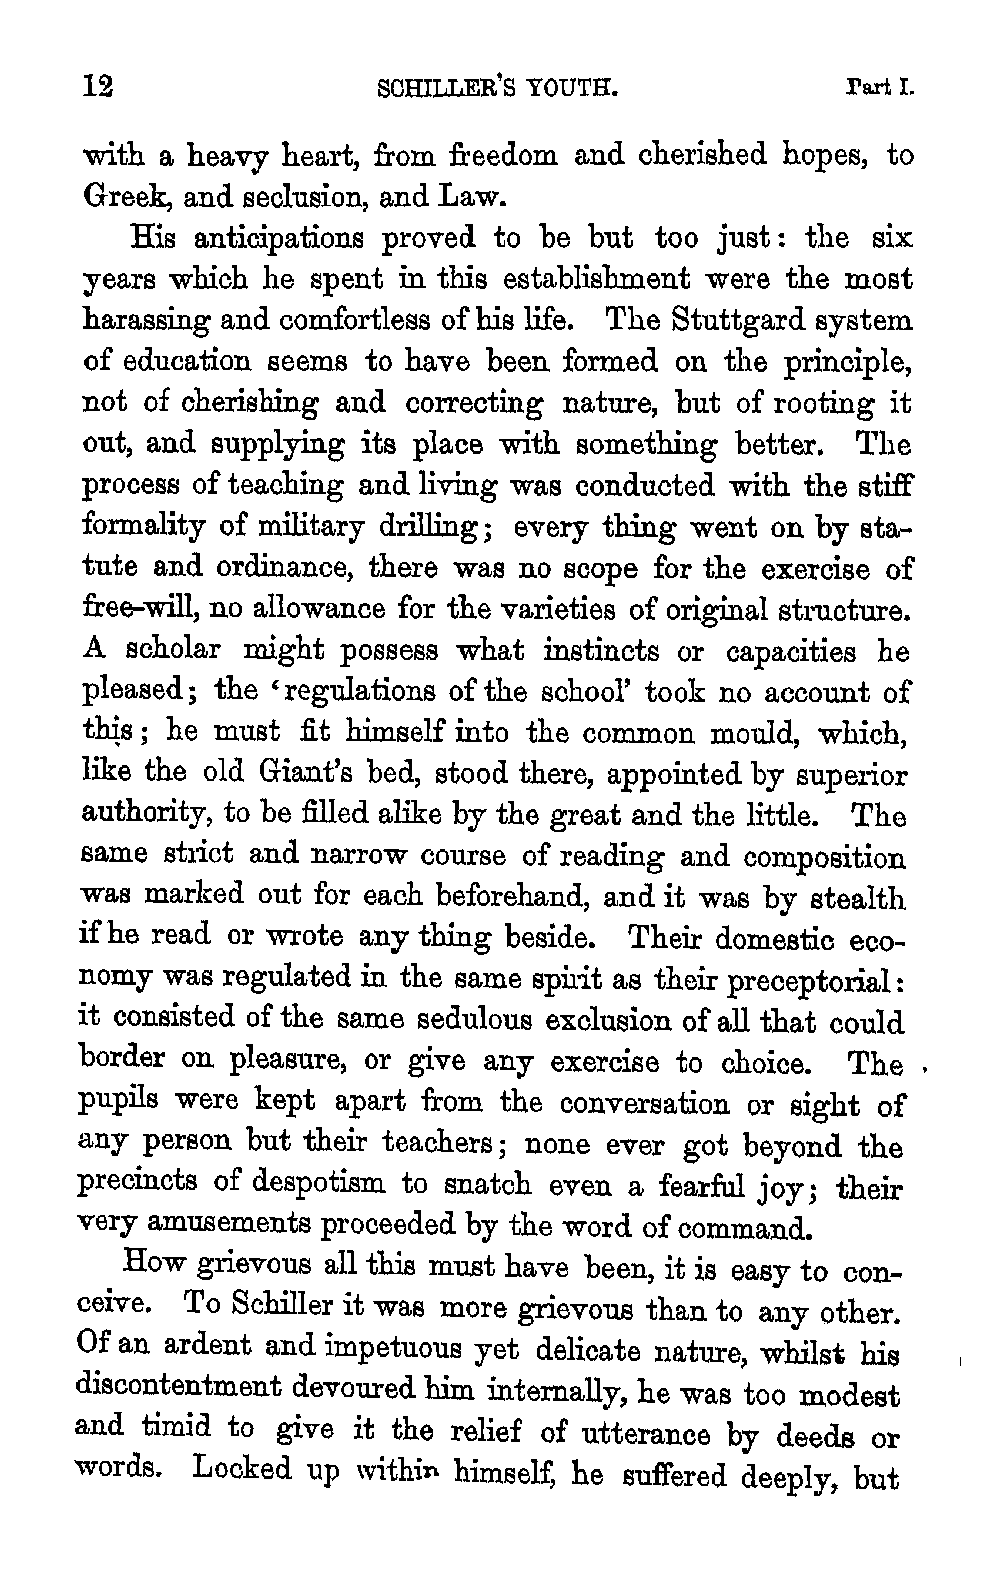 12 SCHILLER'S YOUTH. Part I.
with a heavy heart, from freedom and cherished hopes, to
Greek, and seclusion, and Law.
His anticipations proved to be but too just: the six
years which he spent in this establishment were the most
harassing and comfortless of his life. The Stuttgard system
of education seems to have been formed on the principle,
not of cherishing and correcting nature, but of rooting it
out, and supplying its place with something better. The
process of teaching and living was conducted with the stiff
formality of military drilling; every thing went on by sta-
tute and ordinance, there was no scope for the exercise of
free-will, no allowance for the varieties of original structure.
A scholar might possess what instincts or capacities he
pleased; the ‘regulations of the school’ took no account of
this; he must fit himself into the common mould, which,
like the old Giant's bed, stood there, appointed by superior
authority, to be filled alike by the great and the little. The
same strict and narrow course of reading and composition
was marked out for each beforehand, and it was by stealth
if he read or wrote any thing beside. Their domestic eco-
nomy was regulated in the same spirit as their preceptorial:
it consisted of the same sedulous exclusion of all that could
border on pleasure, or give any exercise to choice. The
pupils were kept apart from the conversation or sight of
any person but their teachers; none ever got beyond the
precincts of despotism to snatch even a fearful joy; their
very amusements proceeded by the word of command.
How grievous all this must have been, it is easy to con-
ceive. To Schiller it was more grievous than to any other.
Of an ardent and impetuous yet delicate nature, whilst his
discontentment devoured him internally, he was too modest
and timid to give it the relief of utterance by deeds or
words. Locked up within himself, he suffered deeply, but